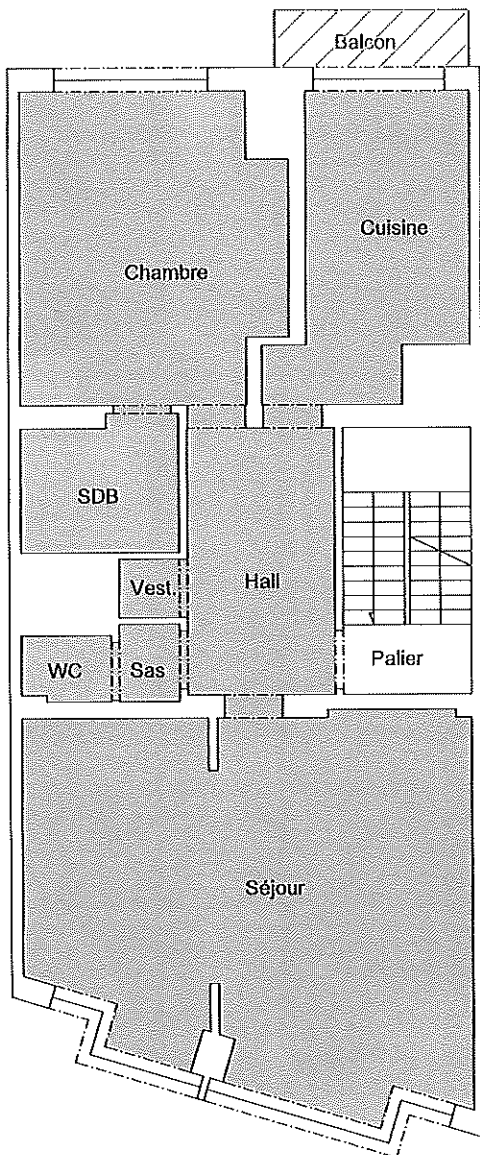 Balcon
Cuisine
Chambre
SDB
Vest.
Hall
WC
Sas
Palier
Séjour